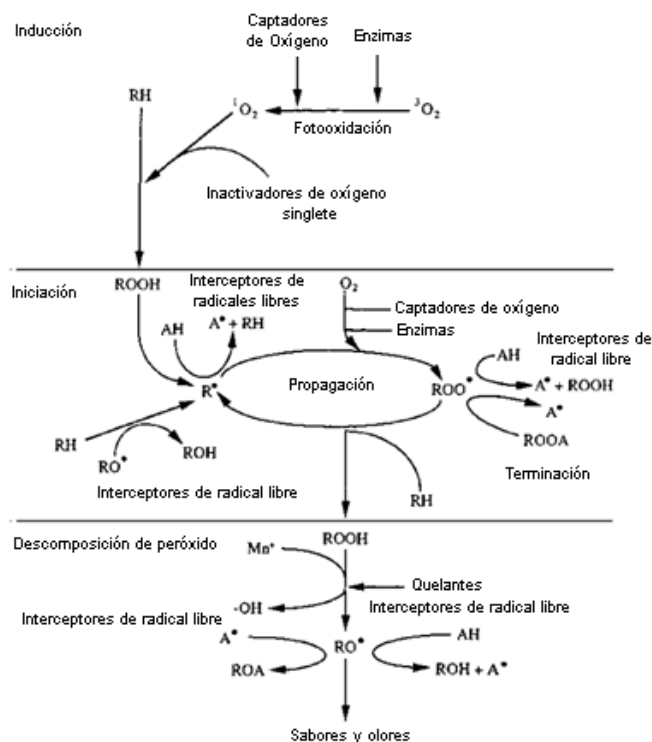 Inducción
Captadores
de Oxígeno
Enzimas
RH
¹O₂
³O₂
Fotooxidación
Inactivadores de oxígeno
singlete
Iniciación
ROOH
Interceptores de
radicales libres
O₂
AH
A• + RH
Captadores de oxígeno
Enzimas
Interceptores de
radical libre
AH
R•
Propagación
ROO•
A• + ROOH
A•
RH
RO•
ROH
ROOA
Interceptores de radical libre
Terminación
RH
Descomposición de peróxido
Mn⁺
ROOH
Quelantes
-OH
Interceptores de radical libre
Interceptores de radical libre
A•
RO•
AH
ROA
ROH + A•
Sabores y olores